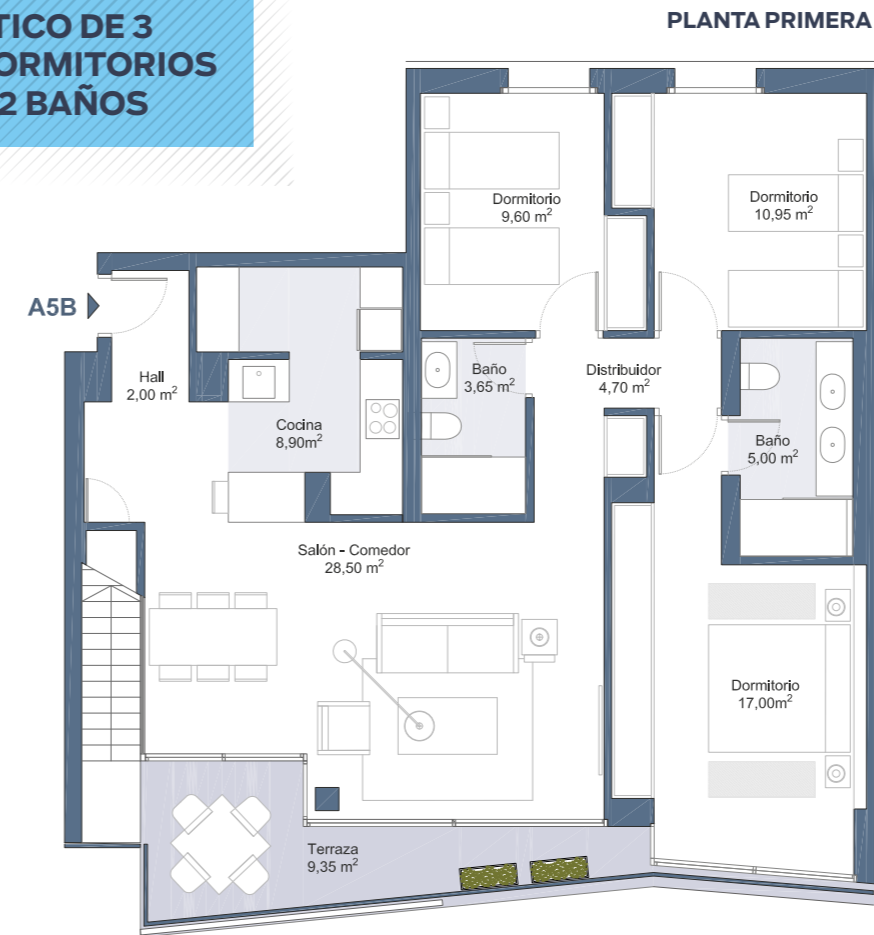 TICO DE 3
ORMITORIOS
2 BAÑOS
PLANTA PRIMERA
Dormitorio
9,60 m²
Dormitorio
10,95 m²
A5B
Hall
2,00 m²
Baño
3,65 m²
Distribuidor
4,70 m²
Cocina
8,90m²
Baño
5,00 m²
Salón - Comedor
28,50 m²
Dormitorio
17,00m²
Terraza
9,35 m²